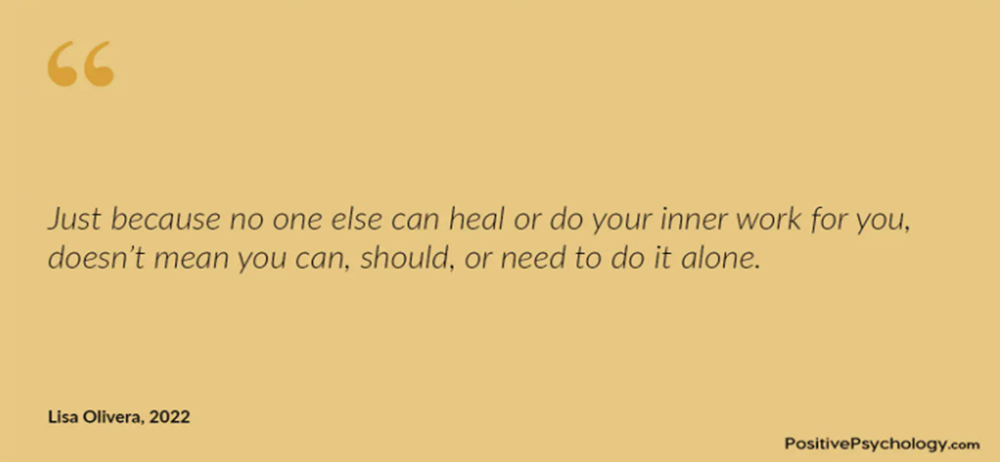 “
Just because no one else can heal or do your inner work for you,
doesn’t mean you can, should, or need to do it alone.
Lisa Olivera, 2022
PositivePsychology.com